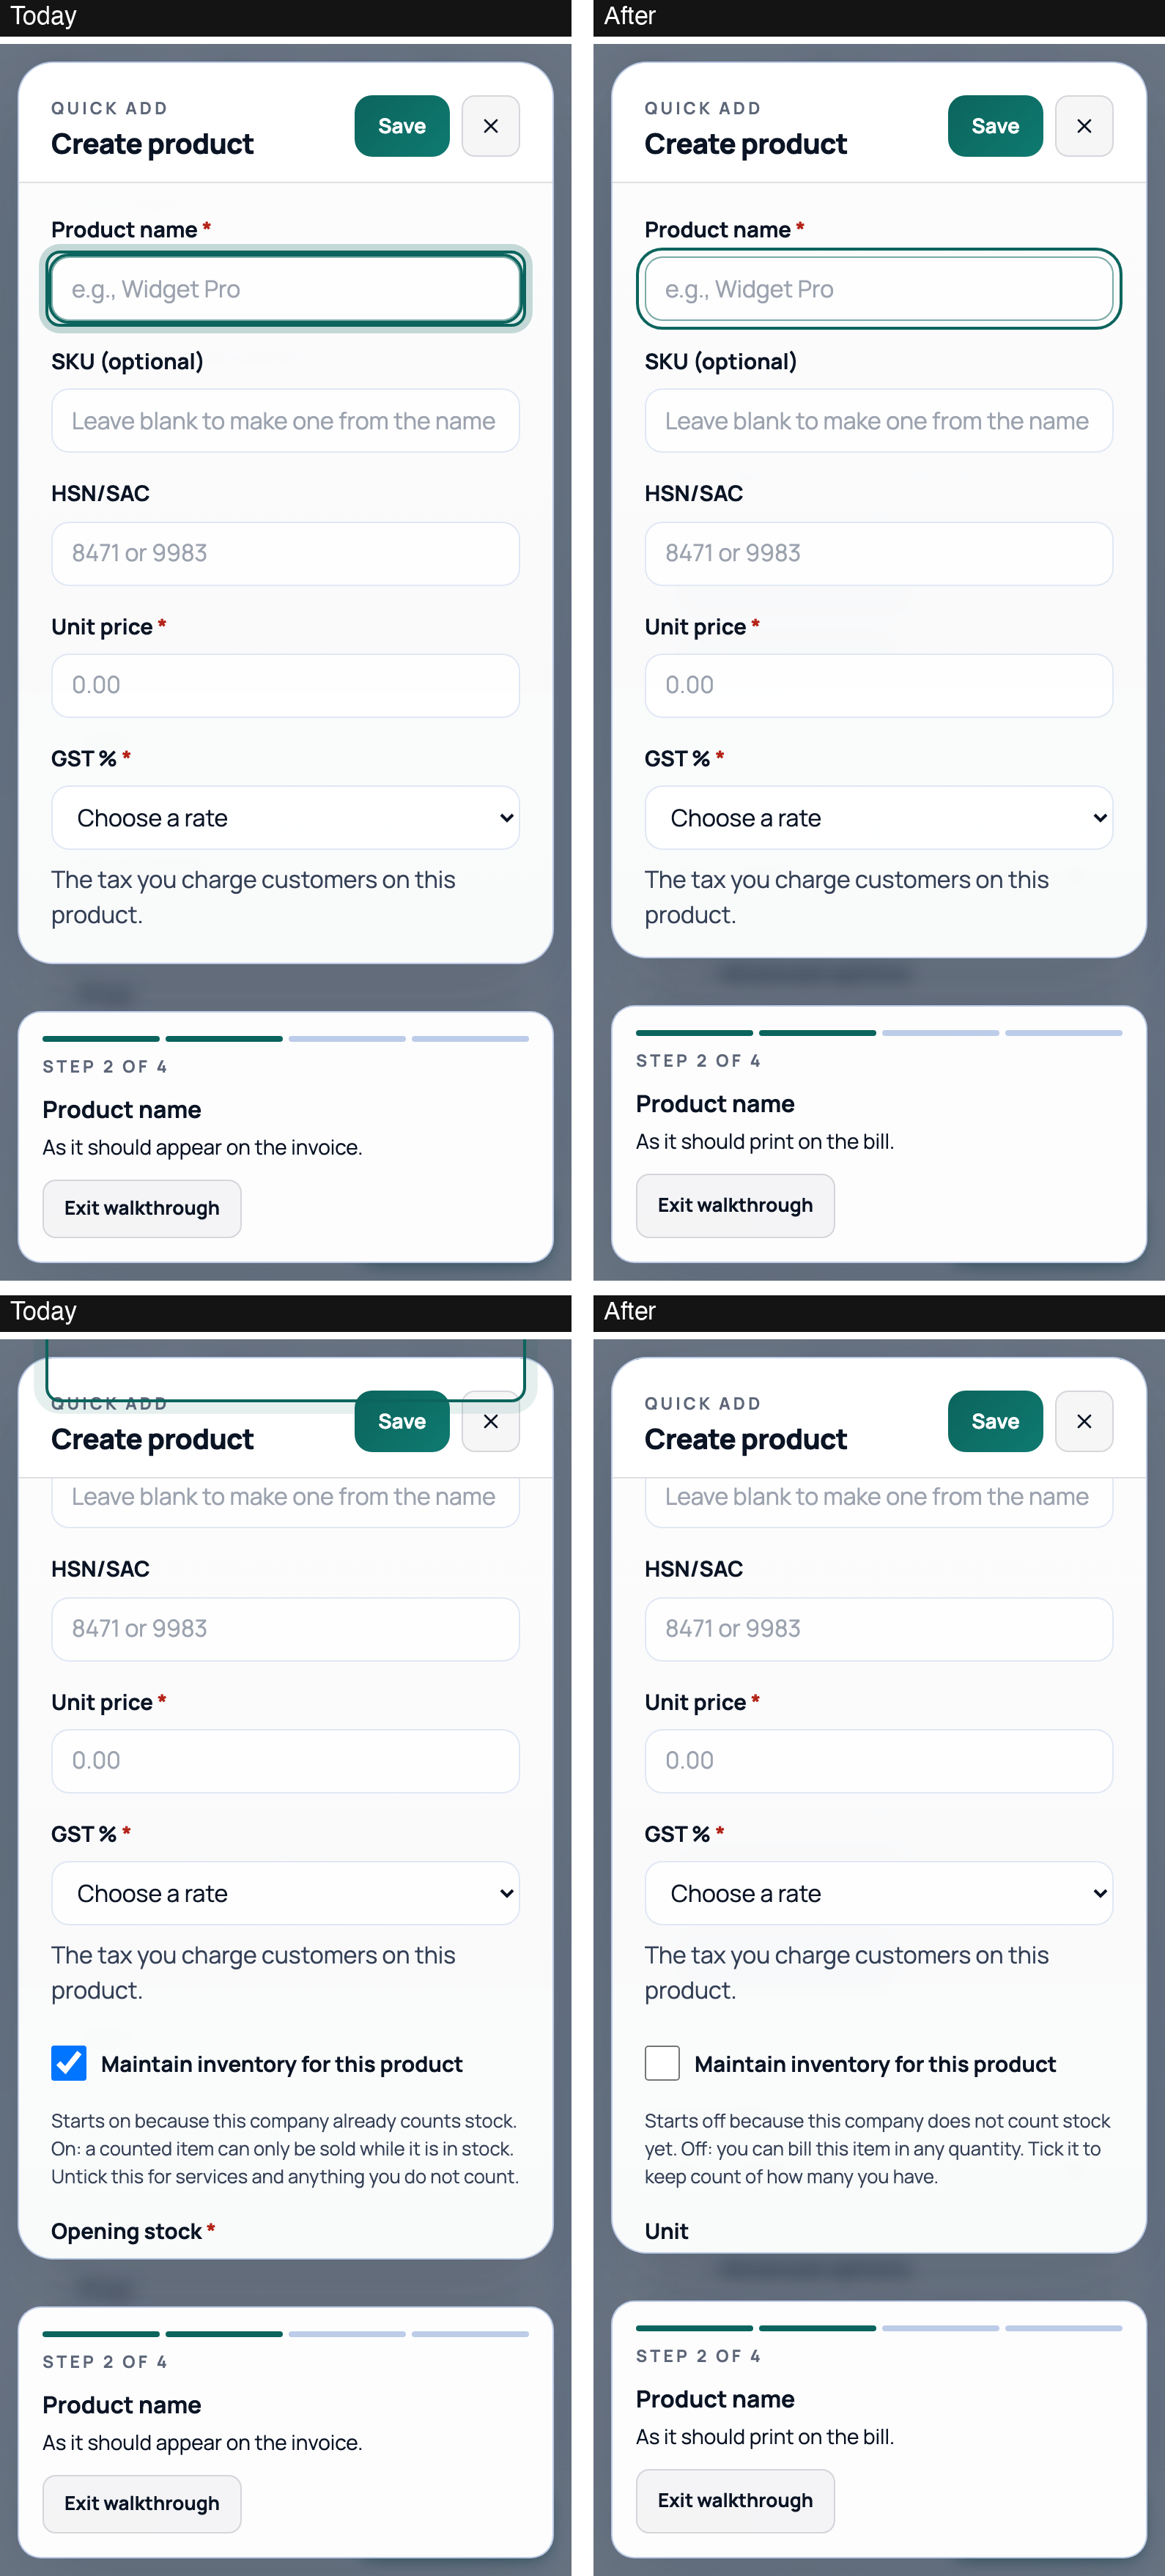 Today
QUICK ADD
Create product
Save
×
Product name *
e.g., Widget Pro
SKU (optional)
Leave blank to make one from the name
HSN/SAC
8471 or 9983
Unit price *
0.00
GST % *
Choose a rate
The tax you charge customers on this
product.
STEP 2 OF 4
Product name
As it should appear on the invoice.
Exit walkthrough
After
QUICK ADD
Create product
Save
×
Product name *
e.g., Widget Pro
SKU (optional)
Leave blank to make one from the name
HSN/SAC
8471 or 9983
Unit price *
0.00
GST % *
Choose a rate
The tax you charge customers on this
product.
STEP 2 OF 4
Product name
As it should print on the bill.
Exit walkthrough
Today
QUICK ADD
Create product
Save
×
Leave blank to make one from the name
HSN/SAC
8471 or 9983
Unit price *
0.00
GST % *
Choose a rate
The tax you charge customers on this
product.
Maintain inventory for this product
Starts on because this company already counts stock.
On: a counted item can only be sold while it is in stock.
Untick this for services and anything you do not count.
Opening stock *
STEP 2 OF 4
Product name
As it should appear on the invoice.
Exit walkthrough
After
QUICK ADD
Create product
Save
×
Leave blank to make one from the name
HSN/SAC
8471 or 9983
Unit price *
0.00
GST % *
Choose a rate
The tax you charge customers on this
product.
Maintain inventory for this product
Starts off because this company does not count stock
yet. Off: you can bill this item in any quantity. Tick it to
keep count of how many you have.
Unit
STEP 2 OF 4
Product name
As it should print on the bill.
Exit walkthrough